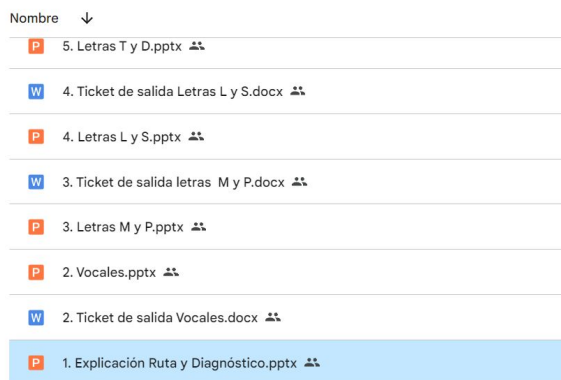 Nombre
5. Letras T y D.pptx
4. Ticket de salida Letras L y S.docx
4. Letras L y S.pptx
3. Ticket de salida letras  M y P.docx
3. Letras M y P.pptx
2. Vocales.pptx
2. Ticket de salida Vocales.docx
1. Explicación Ruta y Diagnóstico.pptx